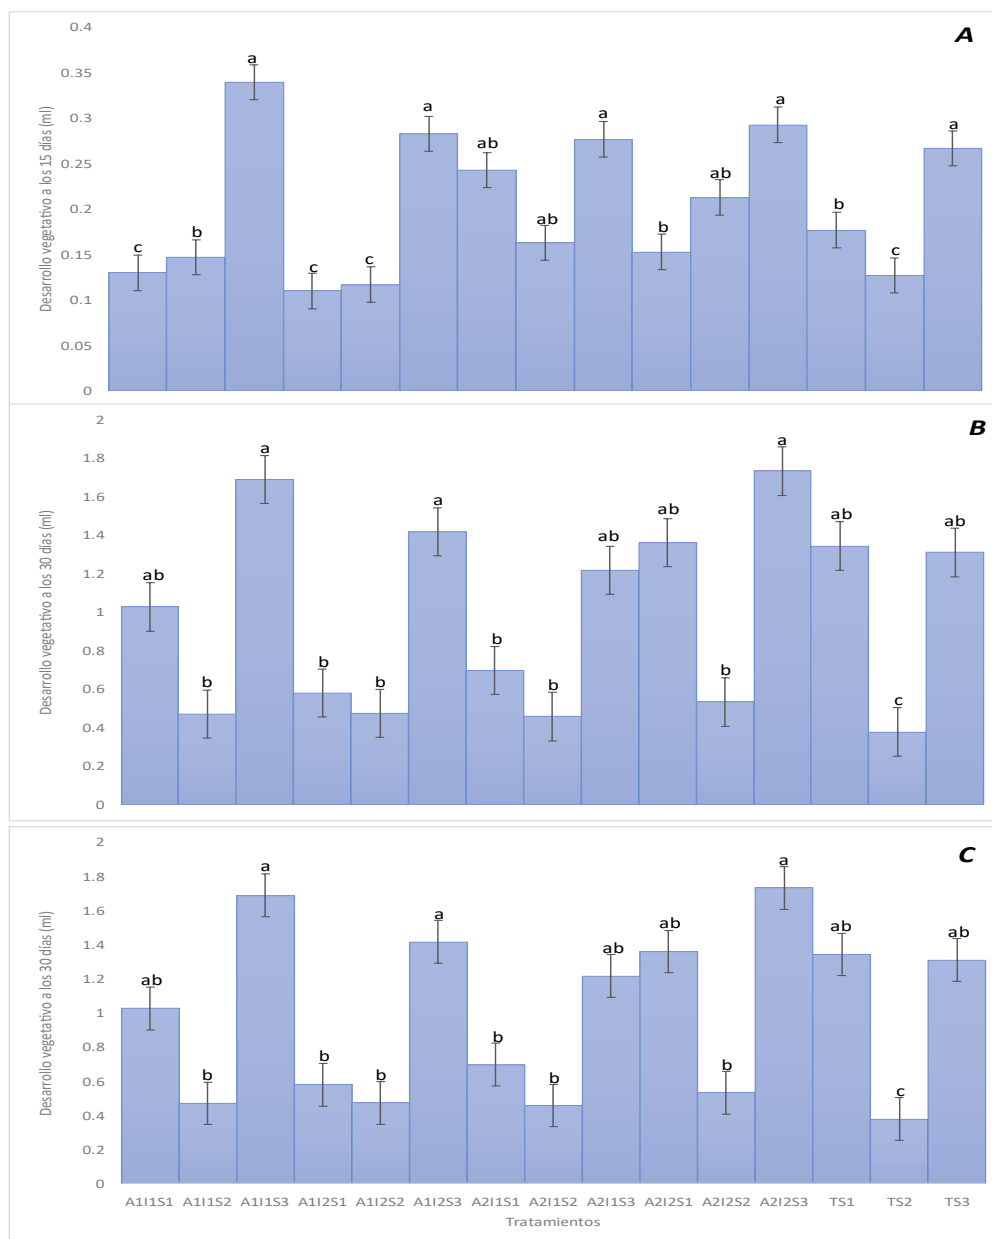 A
Desarrollo vegetativo a los 15 días (ml)
0.4
0.35
0.3
0.25
0.2
0.15
0.1
0.05
0
c
b
a
c
c
a
ab
ab
a
b
ab
a
b
c
a
B
Desarrollo vegetativo a los 30 días (ml)
2
1.8
1.6
1.4
1.2
1
0.8
0.6
0.4
0.2
0
ab
b
a
b
b
a
b
b
ab
ab
b
a
ab
c
ab
C
Desarrollo vegetativo a los 30 días (ml)
2
1.8
1.6
1.4
1.2
1
0.8
0.6
0.4
0.2
0
ab
b
a
b
b
a
b
b
ab
ab
b
a
ab
c
ab
A1I1S1 A1I1S2 A1I1S3 A1I2S1 A1I2S2 A1I2S3 A2I1S1 A2I1S2 A2I1S3 A2I2S1 A2I2S2 A2I2S3 TS1 TS2 TS3
Tratamientos